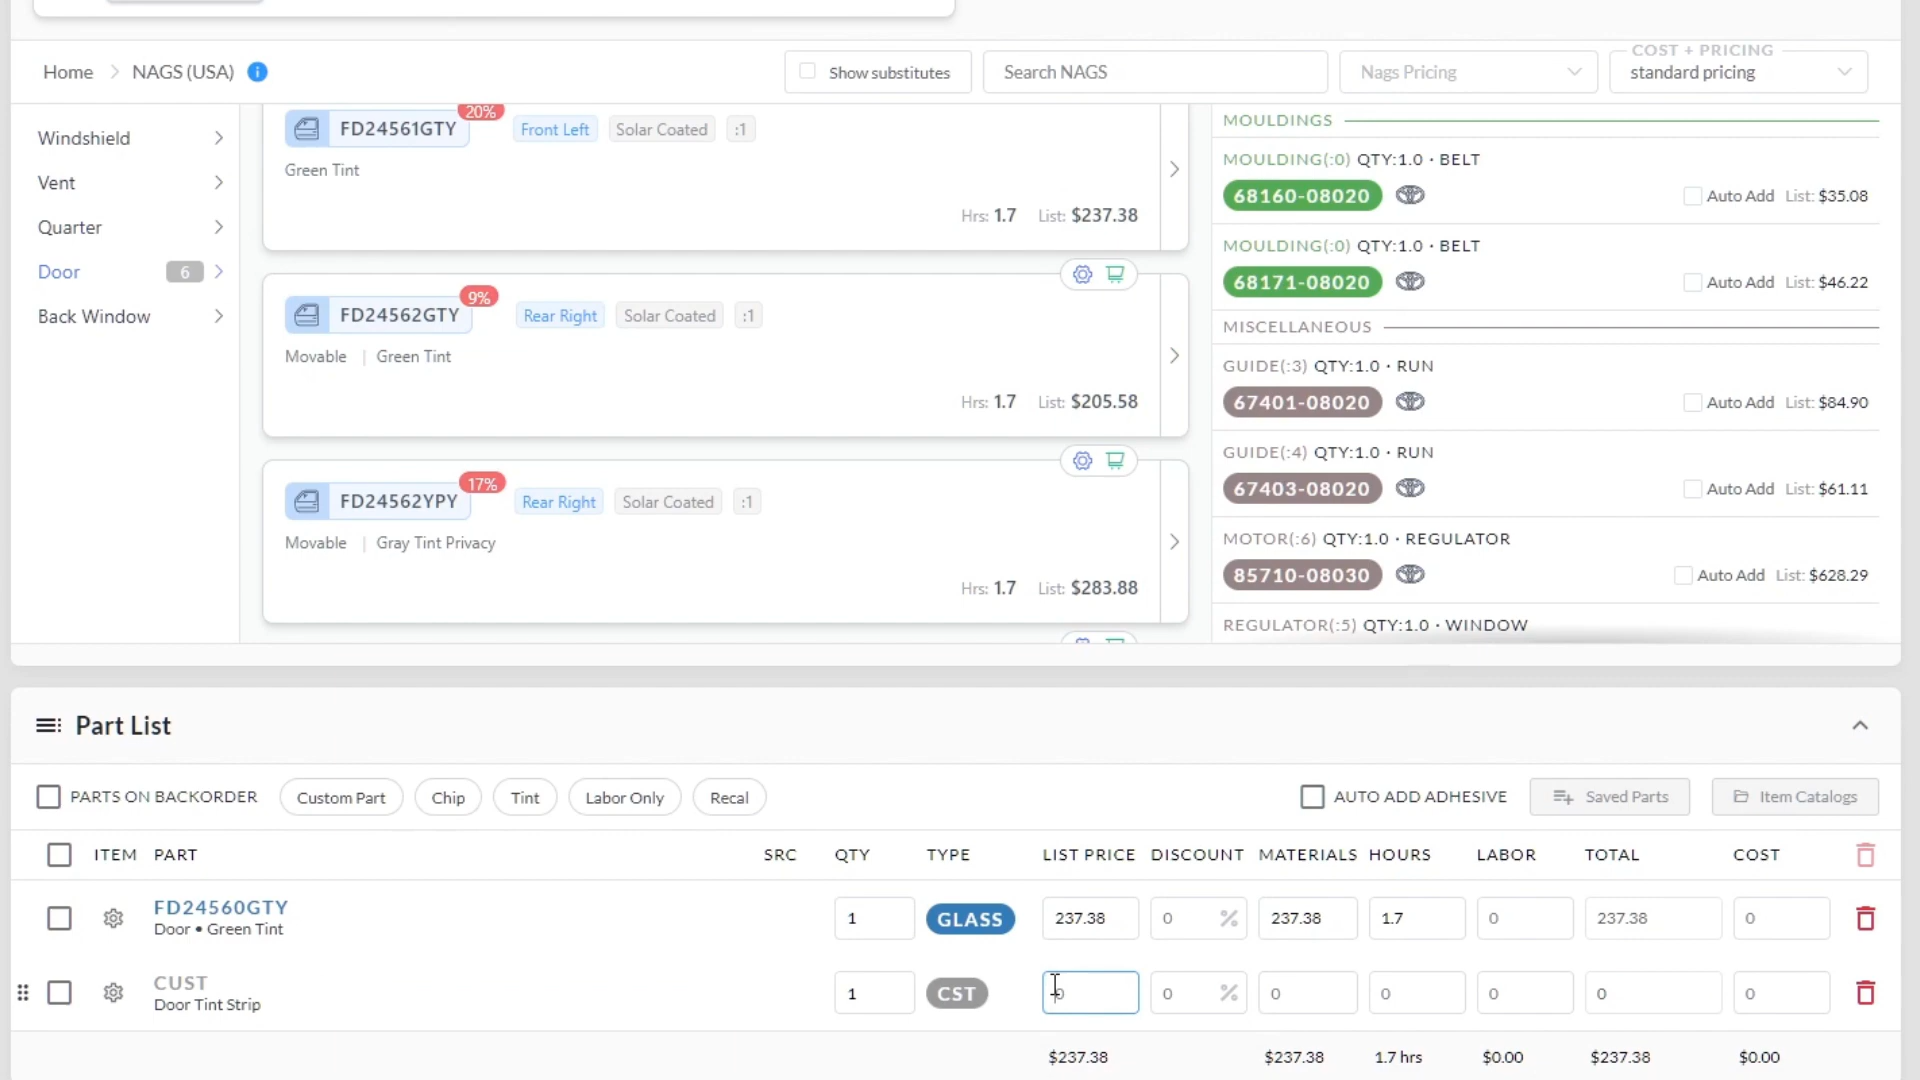 Home > NAGS (USA)
Show substitutes
Search NAGS
Nags Pricing
COST + PRICING
standard pricing
Windshield
Vent
Quarter
Door 6
Back Window
FD24561GTY 20% Front Left Solar Coated :1
Green Tint
Hrs: 1.7 List: $237.38
FD24562GTY 9% Rear Right Solar Coated :1
Movable | Green Tint
Hrs: 1.7 List: $205.58
FD24562YPY 17% Rear Right Solar Coated :1
Movable | Gray Tint Privacy
Hrs: 1.7 List: $283.88
MOULDINGS
MOULDING(:0) QTY:1.0 · BELT
68160-08020 Auto Add List: $35.08
MOULDING(:0) QTY:1.0 · BELT
68171-08020 Auto Add List: $46.22
MISCELLANEOUS
GUIDE(:3) QTY:1.0 · RUN
67401-08020 Auto Add List: $84.90
GUIDE(:4) QTY:1.0 · RUN
67403-08020 Auto Add List: $61.11
MOTOR(:6) QTY:1.0 · REGULATOR
85710-08030 Auto Add List: $628.29
REGULATOR(:5) QTY:1.0 · WINDOW
Part List
PARTS ON BACKORDER Custom Part Chip Tint Labor Only Recal AUTO ADD ADHESIVE Saved Parts Item Catalogs
ITEM PART SRC QTY TYPE LIST PRICE DISCOUNT MATERIALS HOURS LABOR TOTAL COST
FD24560GTY 1 GLASS 237.38 0 % 237.38 1.7 0 237.38 0
Door • Green Tint
CUST 1 CST 0 0 % 0 0 0 0 0
Door Tint Strip
$237.38 $237.38 1.7 hrs $0.00 $237.38 $0.00